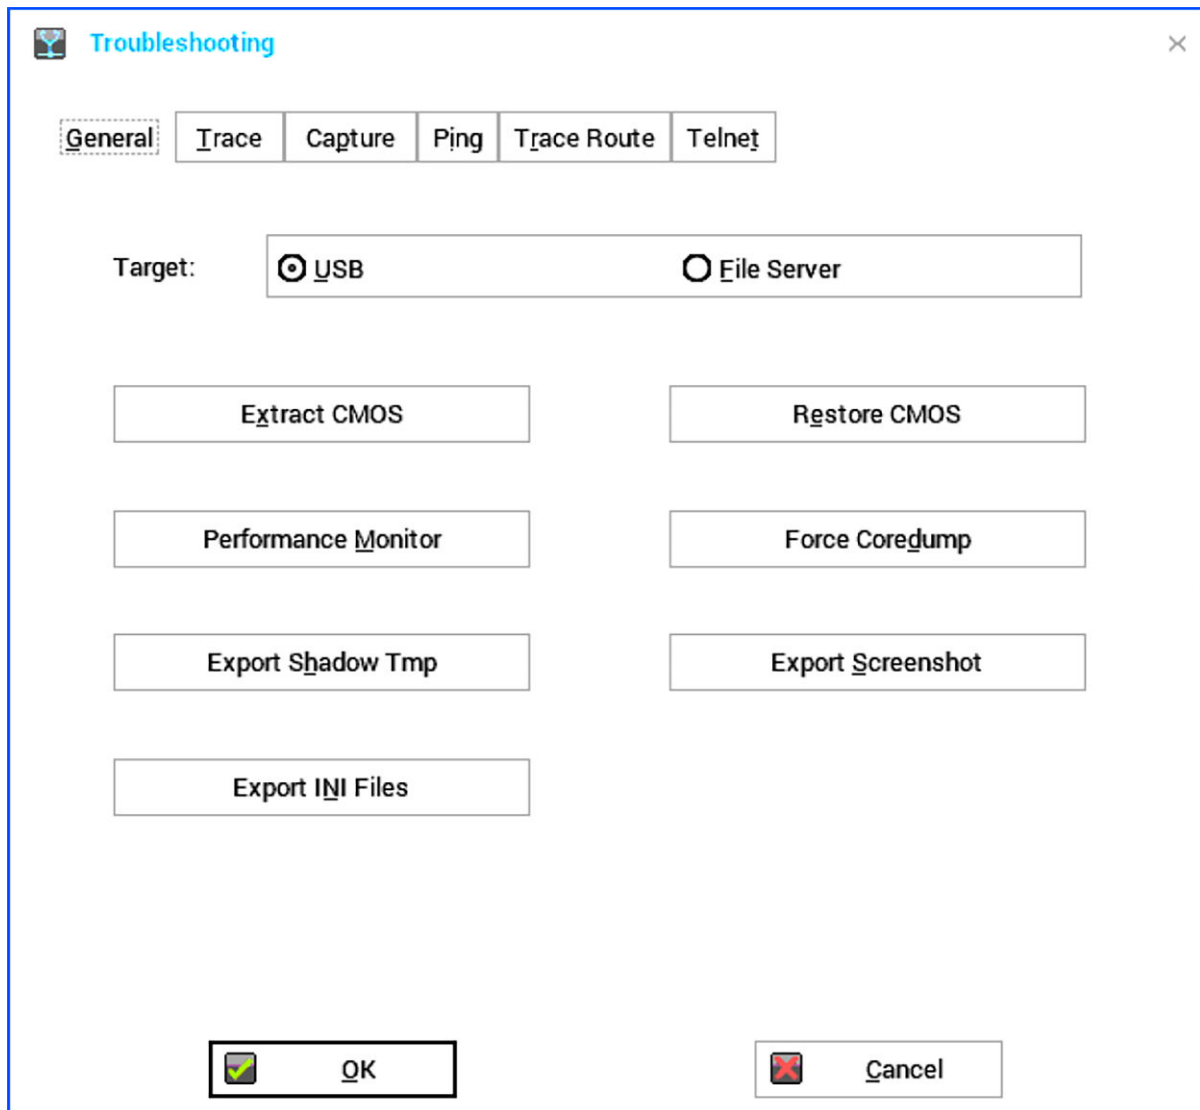 Troubleshooting
General Trace Capture Ping Trace Route Telnet
Target: USB File Server
Extract CMOS Restore CMOS
Performance Monitor Force Coredump
Export Shadow Tmp Export Screenshot
Export INI Files
OK Cancel